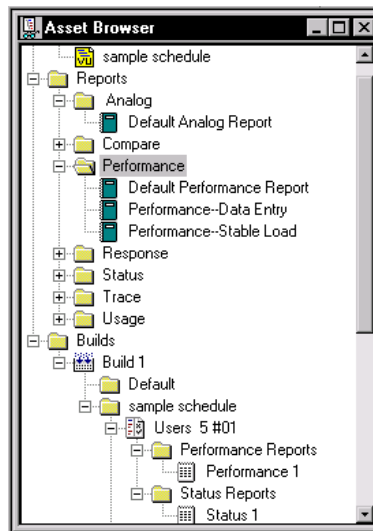 Asset Browser
sample schedule
Reports
Analog
Default Analog Report
Compare
Performance
Default Performance Report
Performance--Data Entry
Performance--Stable Load
Response
Status
Trace
Usage
Builds
Build 1
Default
sample schedule
Users 5 #01
Performance Reports
Performance 1
Status Reports
Status 1